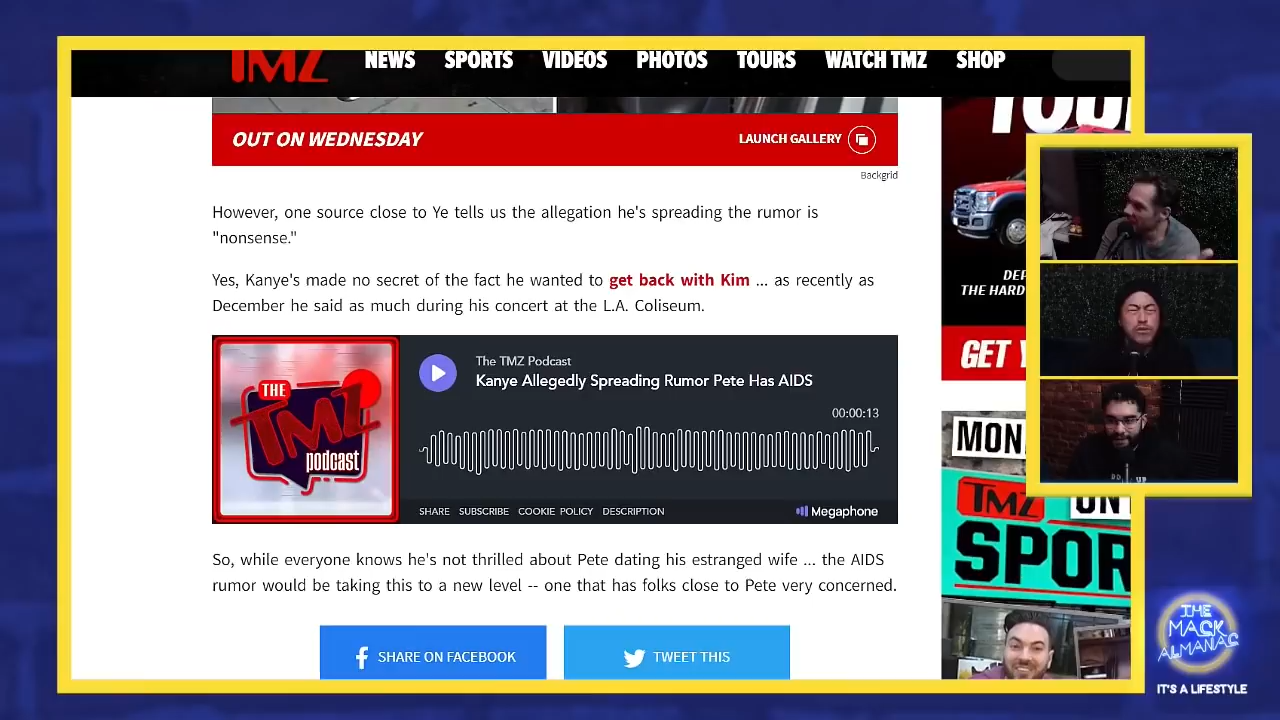 TMZ
NEWS SPORTS VIDEOS PHOTOS TOURS WATCH TMZ SHOP
OUT ON WEDNESDAY
LAUNCH GALLERY
Backgrid
However, one source close to Ye tells us the allegation he's spreading the rumor is
"nonsense."
Yes, Kanye's made no secret of the fact he wanted to get back with Kim ... as recently as
December he said as much during his concert at the L.A. Coliseum.
THE
TMZ
podcast
The TMZ Podcast
Kanye Allegedly Spreading Rumor Pete Has AIDS
00:00:13
SHARE SUBSCRIBE COOKIE POLICY DESCRIPTION
Megaphone
So, while everyone knows he's not thrilled about Pete dating his estranged wife ... the AIDS
rumor would be taking this to a new level -- one that has folks close to Pete very concerned.
SHARE ON FACEBOOK
TWEET THIS
THE HARD
GET
MON
TMZ
ON
SPOR
THE
MACK
ALMANAC
IT'S A LIFESTYLE